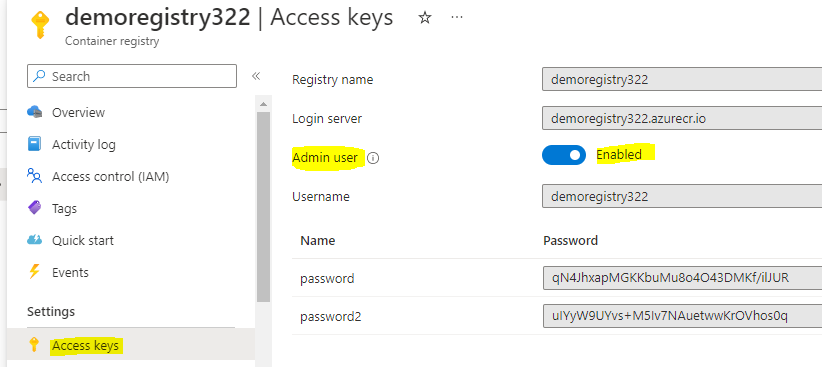 demoregistry322 | Access keys ☆ ...
Container registry
Search «
Overview
Activity log
Access control (IAM)
Tags
Quick start
Events
Settings
Access keys
Registry name demoregistry322
Login server demoregistry322.azurecr.io
Admin user Enabled
Username demoregistry322
Name Password
password qN4JhxapMGKKbuMu8o4O43DMKf/ilJUR
password2 uIYyW9UYvs+M5Iv7NAuetwwKrOVhos0q